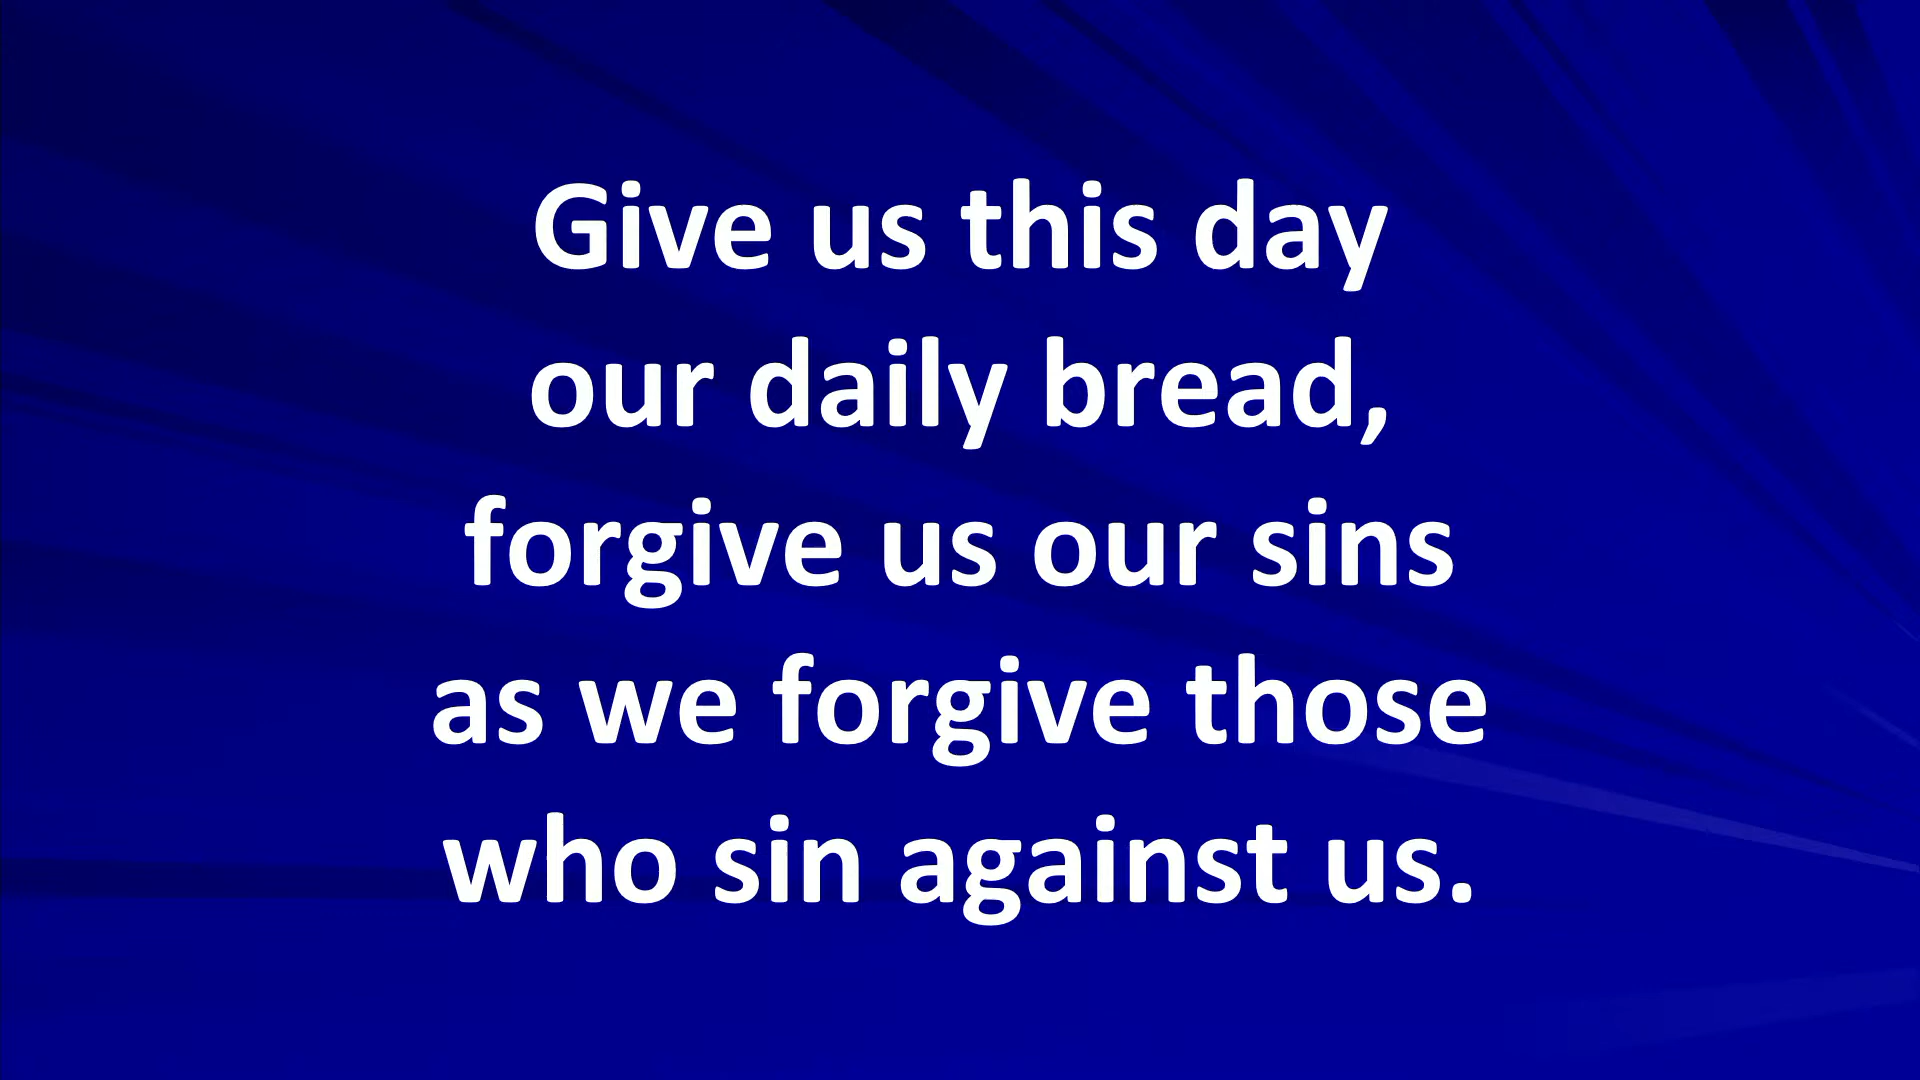 Give us this day
our daily bread,
forgive us our sins
as we forgive those
who sin against us.